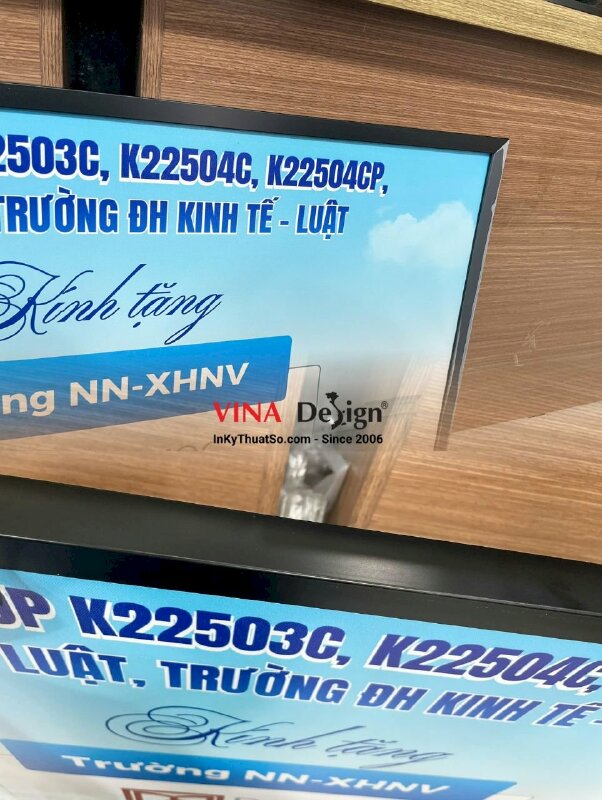 2503C, K22504C, K22504CP,
TRƯỜNG ĐH KINH TẾ - LUẬT
Kính tặng
ng NN-XHNV
VINA Design®
InKyThuatSo.com - Since 2006
ỚP K22503C, K22504C,
LUẬT, TRƯỜNG ĐH KINH TẾ -
Kính tặng
Trường NN-XHNV